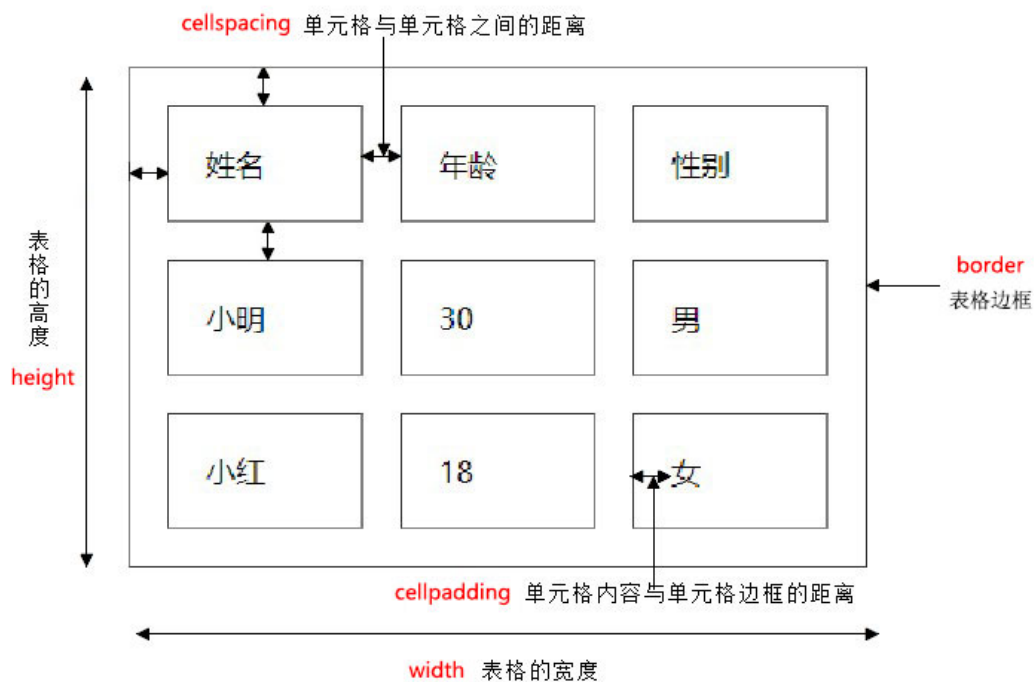 cellspacing 单元格与单元格之间的距离
姓名 年龄 性别
表格的高度
height
border
表格边框
小明 30 男
小红 18 女
cellpadding 单元格内容与单元格边框的距离
width 表格的宽度